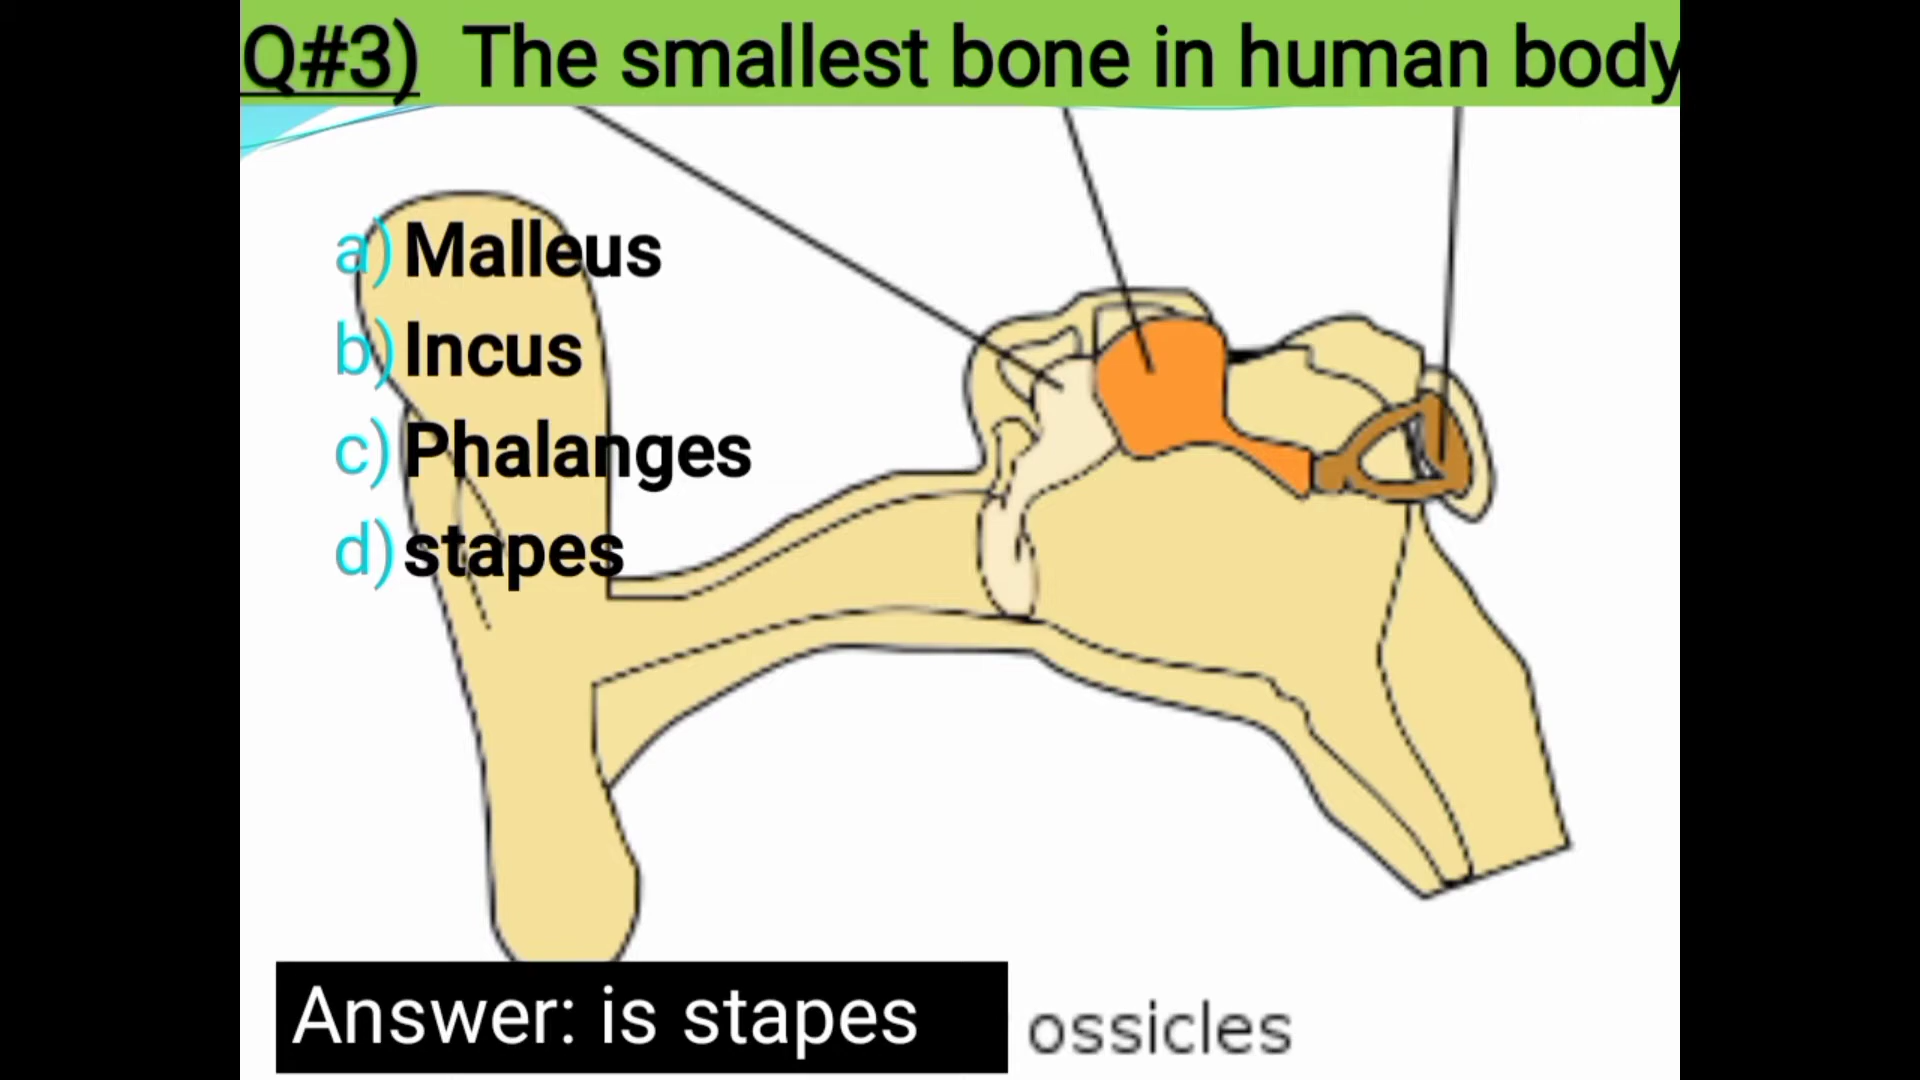 Q#3) The smallest bone in human body
a) Malleus
b) Incus
c) Phalanges
d) stapes
Answer: is stapes
ossicles